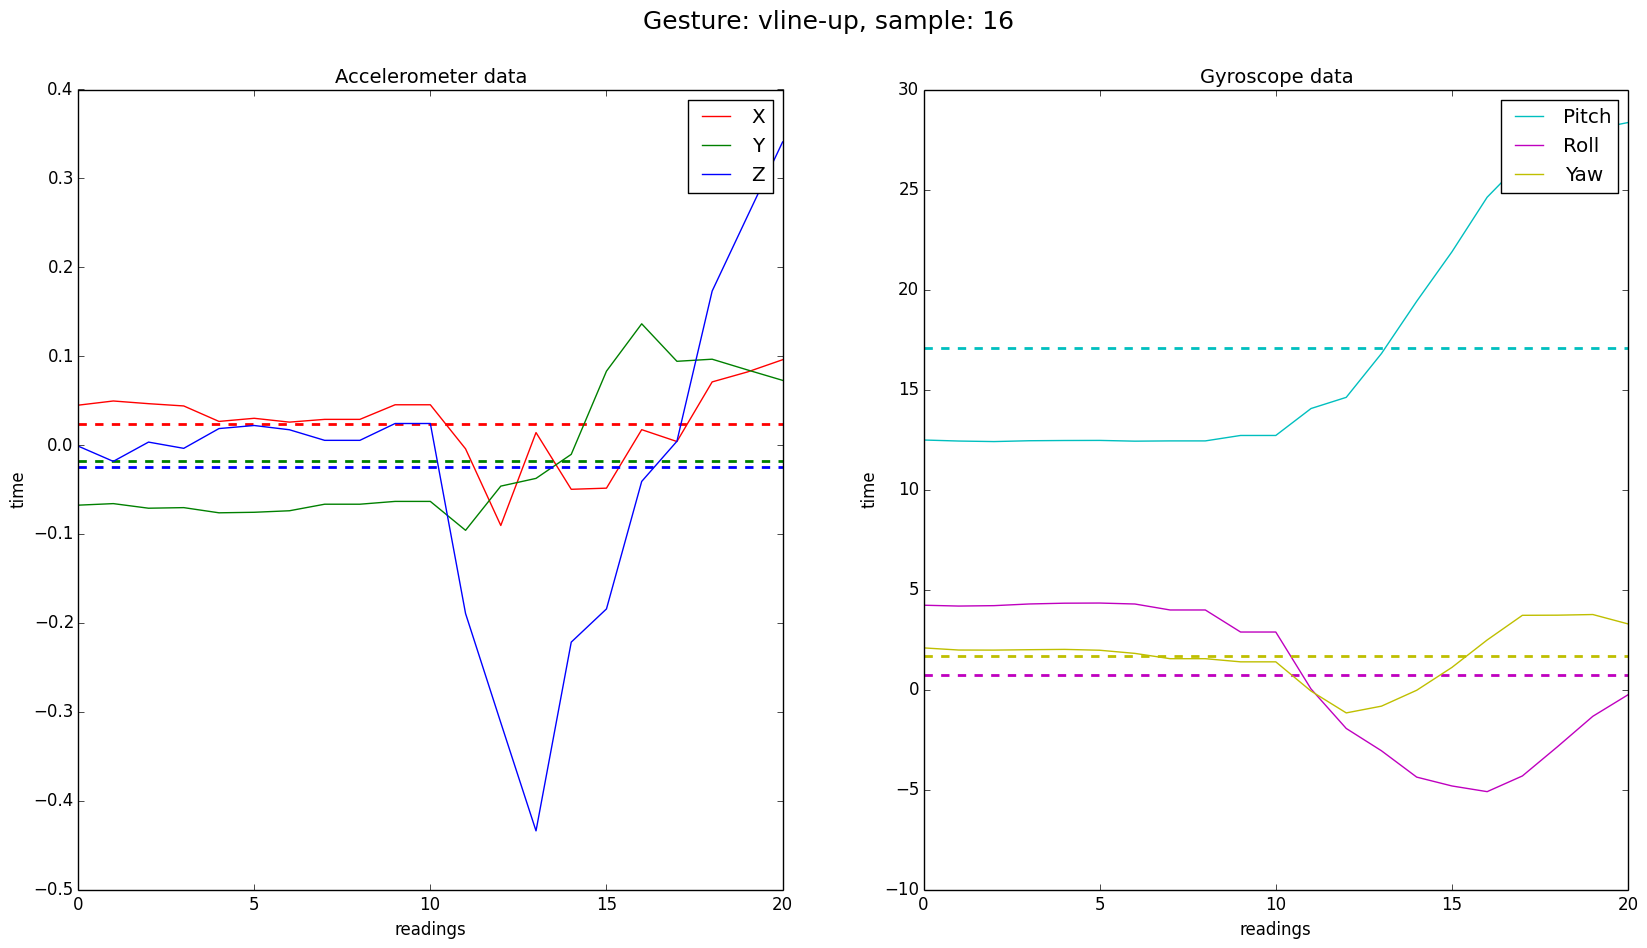 Gesture: vline-up, sample: 16
Accelerometer data
0.4
0.3
0.2
0.1
0.0
−0.1
−0.2
−0.3
−0.4
−0.5
time
0
5
10
15
20
readings
X
Y
Z
Gyroscope data
30
25
20
15
10
5
0
−5
−10
time
0
5
10
15
20
readings
Pitch
Roll
Yaw